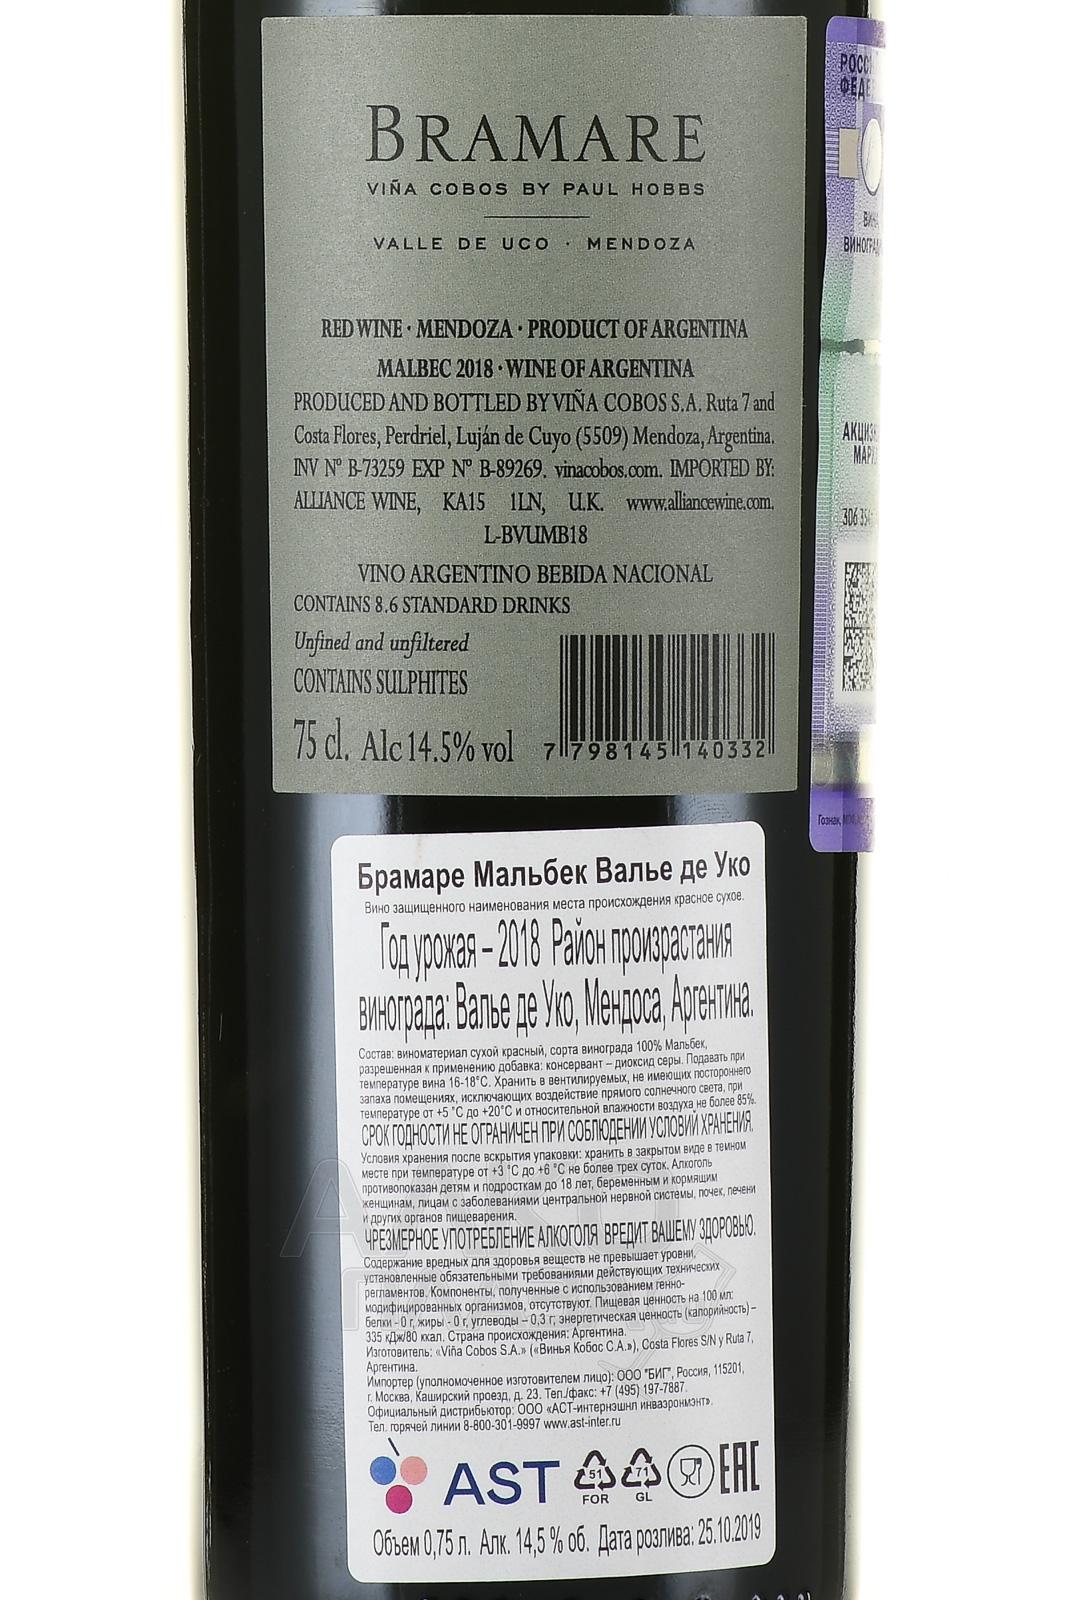 BRAMARE
VIÑA COBOS BY PAUL HOBBS
VALLE DE UCO · MENDOZA
RED WINE · MENDOZA · PRODUCT OF ARGENTINA
MALBEC 2018 · WINE OF ARGENTINA
PRODUCED AND BOTTLED BY VIÑA COBOS S.A. Ruta 7 and
Costa Flores, Perdriel, Luján de Cuyo (5509) Mendoza, Argentina.
INV Nº B-73259 EXP Nº B-89269. vinacobos.com. IMPORTED BY:
ALLIANCE WINE, KA15 1LN, U.K. www.alliancewine.com.
L-BVUMB18
VINO ARGENTINO BEBIDA NACIONAL
CONTAINS 8.6 STANDARD DRINKS
Unfined and unfiltered
CONTAINS SULPHITES
75 cl. Alc 14.5% vol
7 798145 140332
Брамаре Мальбек Валье де Уко
Вино защищенного наименования места происхождения красное сухое.
Год урожая – 2018 Район произрастания
винограда: Валье де Уко, Мендоса, Аргентина.
Состав: виноматериал сухой красный, сорта винограда 100% Мальбек,
разрешенная к применению добавка: консервант – диоксид серы. Подавать при
температуре вина 16-18°С. Хранить в вентилируемых, не имеющих постороннего
запаха помещениях, исключающих воздействие прямого солнечного света, при
температуре от +5 °С до +20°С и относительной влажности воздуха не более 85%.
СРОК ГОДНОСТИ НЕ ОГРАНИЧЕН ПРИ СОБЛЮДЕНИИ УСЛОВИЙ ХРАНЕНИЯ.
Условия хранения после вскрытия упаковки: хранить в закрытом виде в темном
месте при температуре от +3 °С до +6 °С не более трех суток. Алкоголь
противопоказан детям и подросткам до 18 лет, беременным и кормящим
женщинам, лицам с заболеваниями центральной нервной системы, почек, печени
и других органов пищеварения.
ЧРЕЗМЕРНОЕ УПОТРЕБЛЕНИЕ АЛКОГОЛЯ ВРЕДИТ ВАШЕМУ ЗДОРОВЬЮ.
Содержание вредных для здоровья веществ не превышает уровни,
установленные обязательными требованиями действующих технических
регламентов. Компоненты, полученные с использованием генно-
модифицированных организмов, отсутствуют. Пищевая ценность на 100 мл:
белки - 0 г, жиры - 0 г, углеводы – 0,3 г; энергетическая ценность (калорийность) –
335 кДж/80 ккал. Страна происхождения: Аргентина.
Изготовитель: «Viña Cobos S.A.» («Винья Кобос С.А.»), Costa Flores S/N y Ruta 7,
Аргентина.
Импортер (уполномоченное изготовителем лицо): ООО "БИГ", Россия, 115201,
г. Москва, Каширский проезд, д. 23. Тел./факс: +7 (495) 197-7887.
Официальный дистрибьютор: ООО «АСТ-интернэшнл инваэронмэнт».
Тел. горячей линии 8-800-301-9997 www.ast-inter.ru
AST 51 FOR 71 GL EAC
Объем 0,75 л. Алк. 14,5 % об. Дата розлива: 25.10.2019